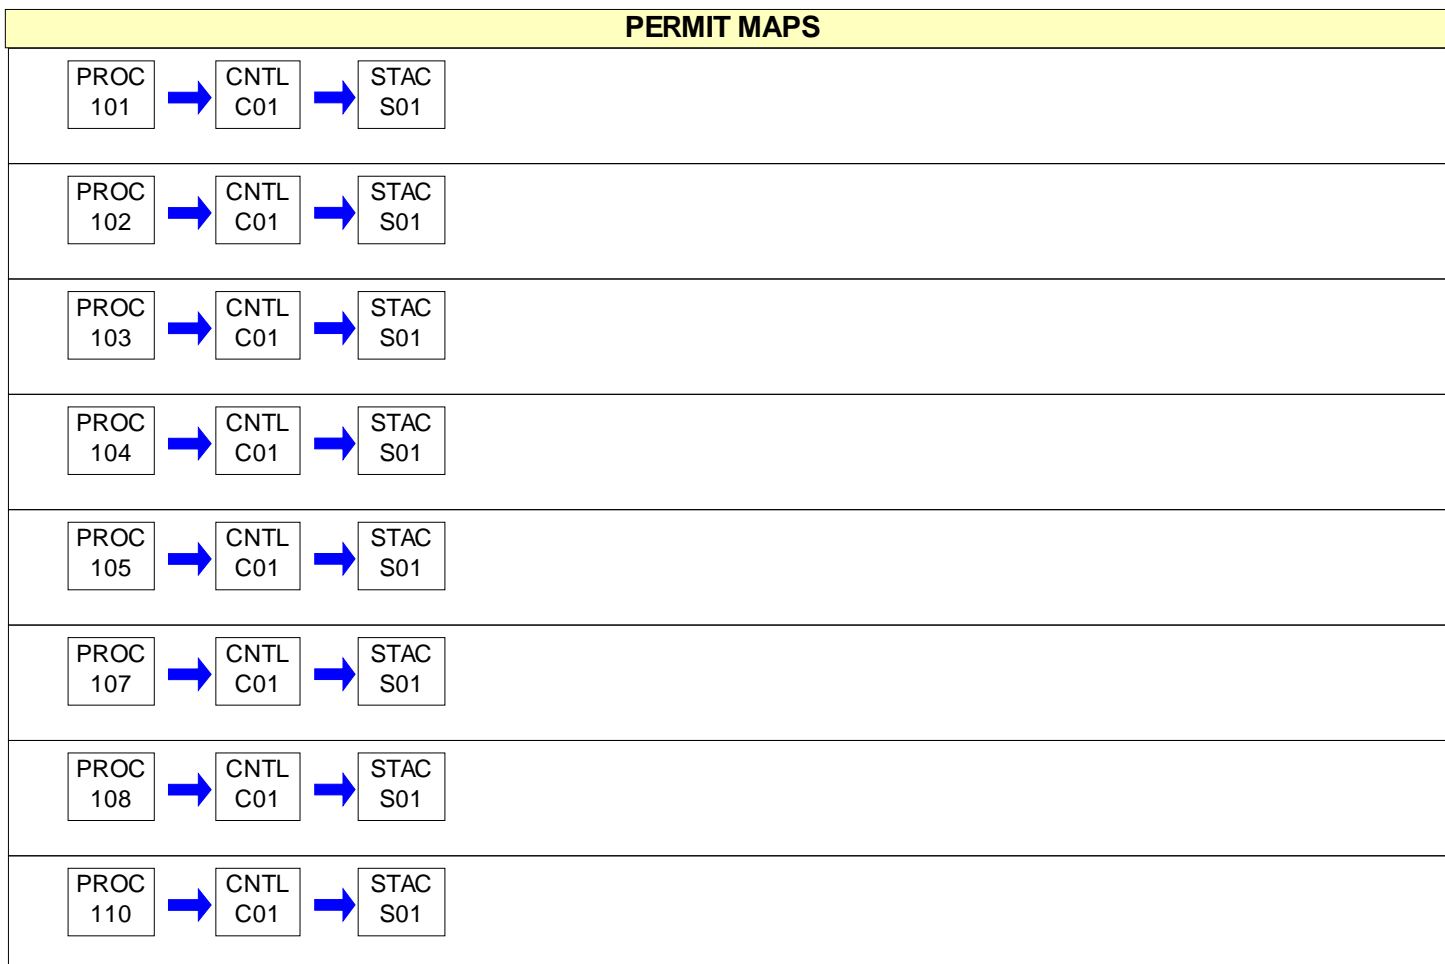 PERMIT MAPS
PROC CNTL STAC
101 C01 S01
PROC CNTL STAC
102 C01 S01
PROC CNTL STAC
103 C01 S01
PROC CNTL STAC
104 C01 S01
PROC CNTL STAC
105 C01 S01
PROC CNTL STAC
107 C01 S01
PROC CNTL STAC
108 C01 S01
PROC CNTL STAC
110 C01 S01